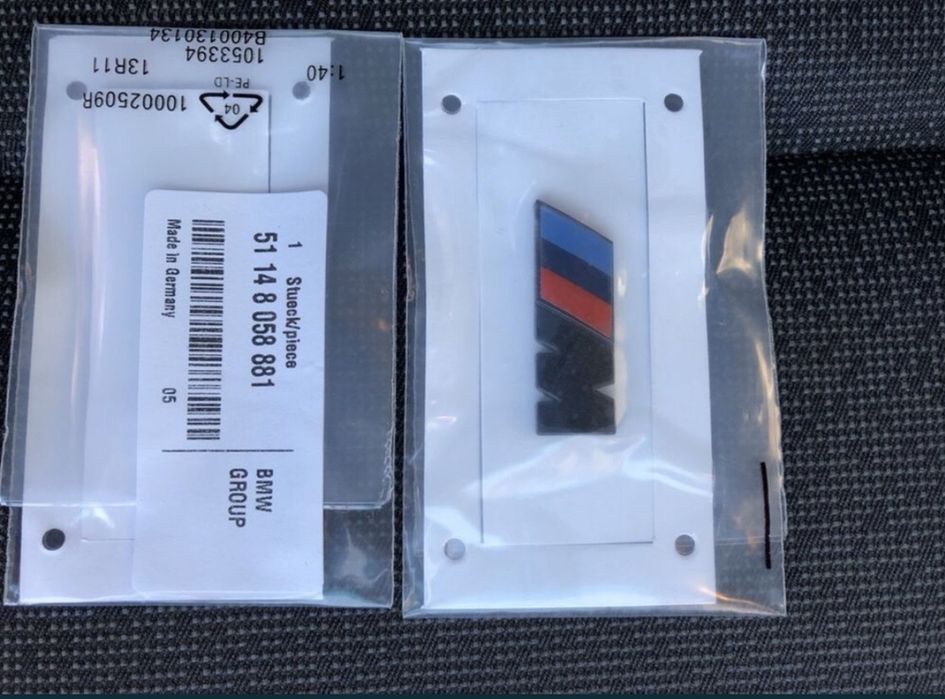 B400130134
1053394
13R11
1:40
PE-LD
04
10002509R
1 Stueck/piece
51 14 8 058 881
Made in Germany 05
BMW
GROUP